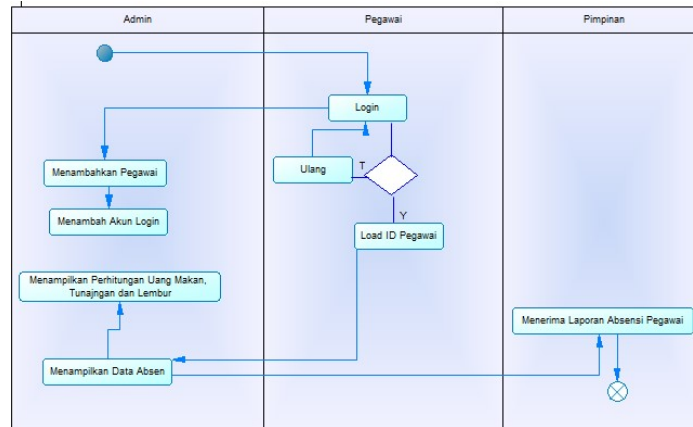 Admin
Pegawai
Pimpinan
Login
Menambahkan Pegawai
Ulang
T
Menambah Akun Login
Y
Load ID Pegawai
Menampilkan Perhitungan Uang Makan,
Tunajngan dan Lembur
Menerima Laporan Absensi Pegawai
Menampilkan Data Absen